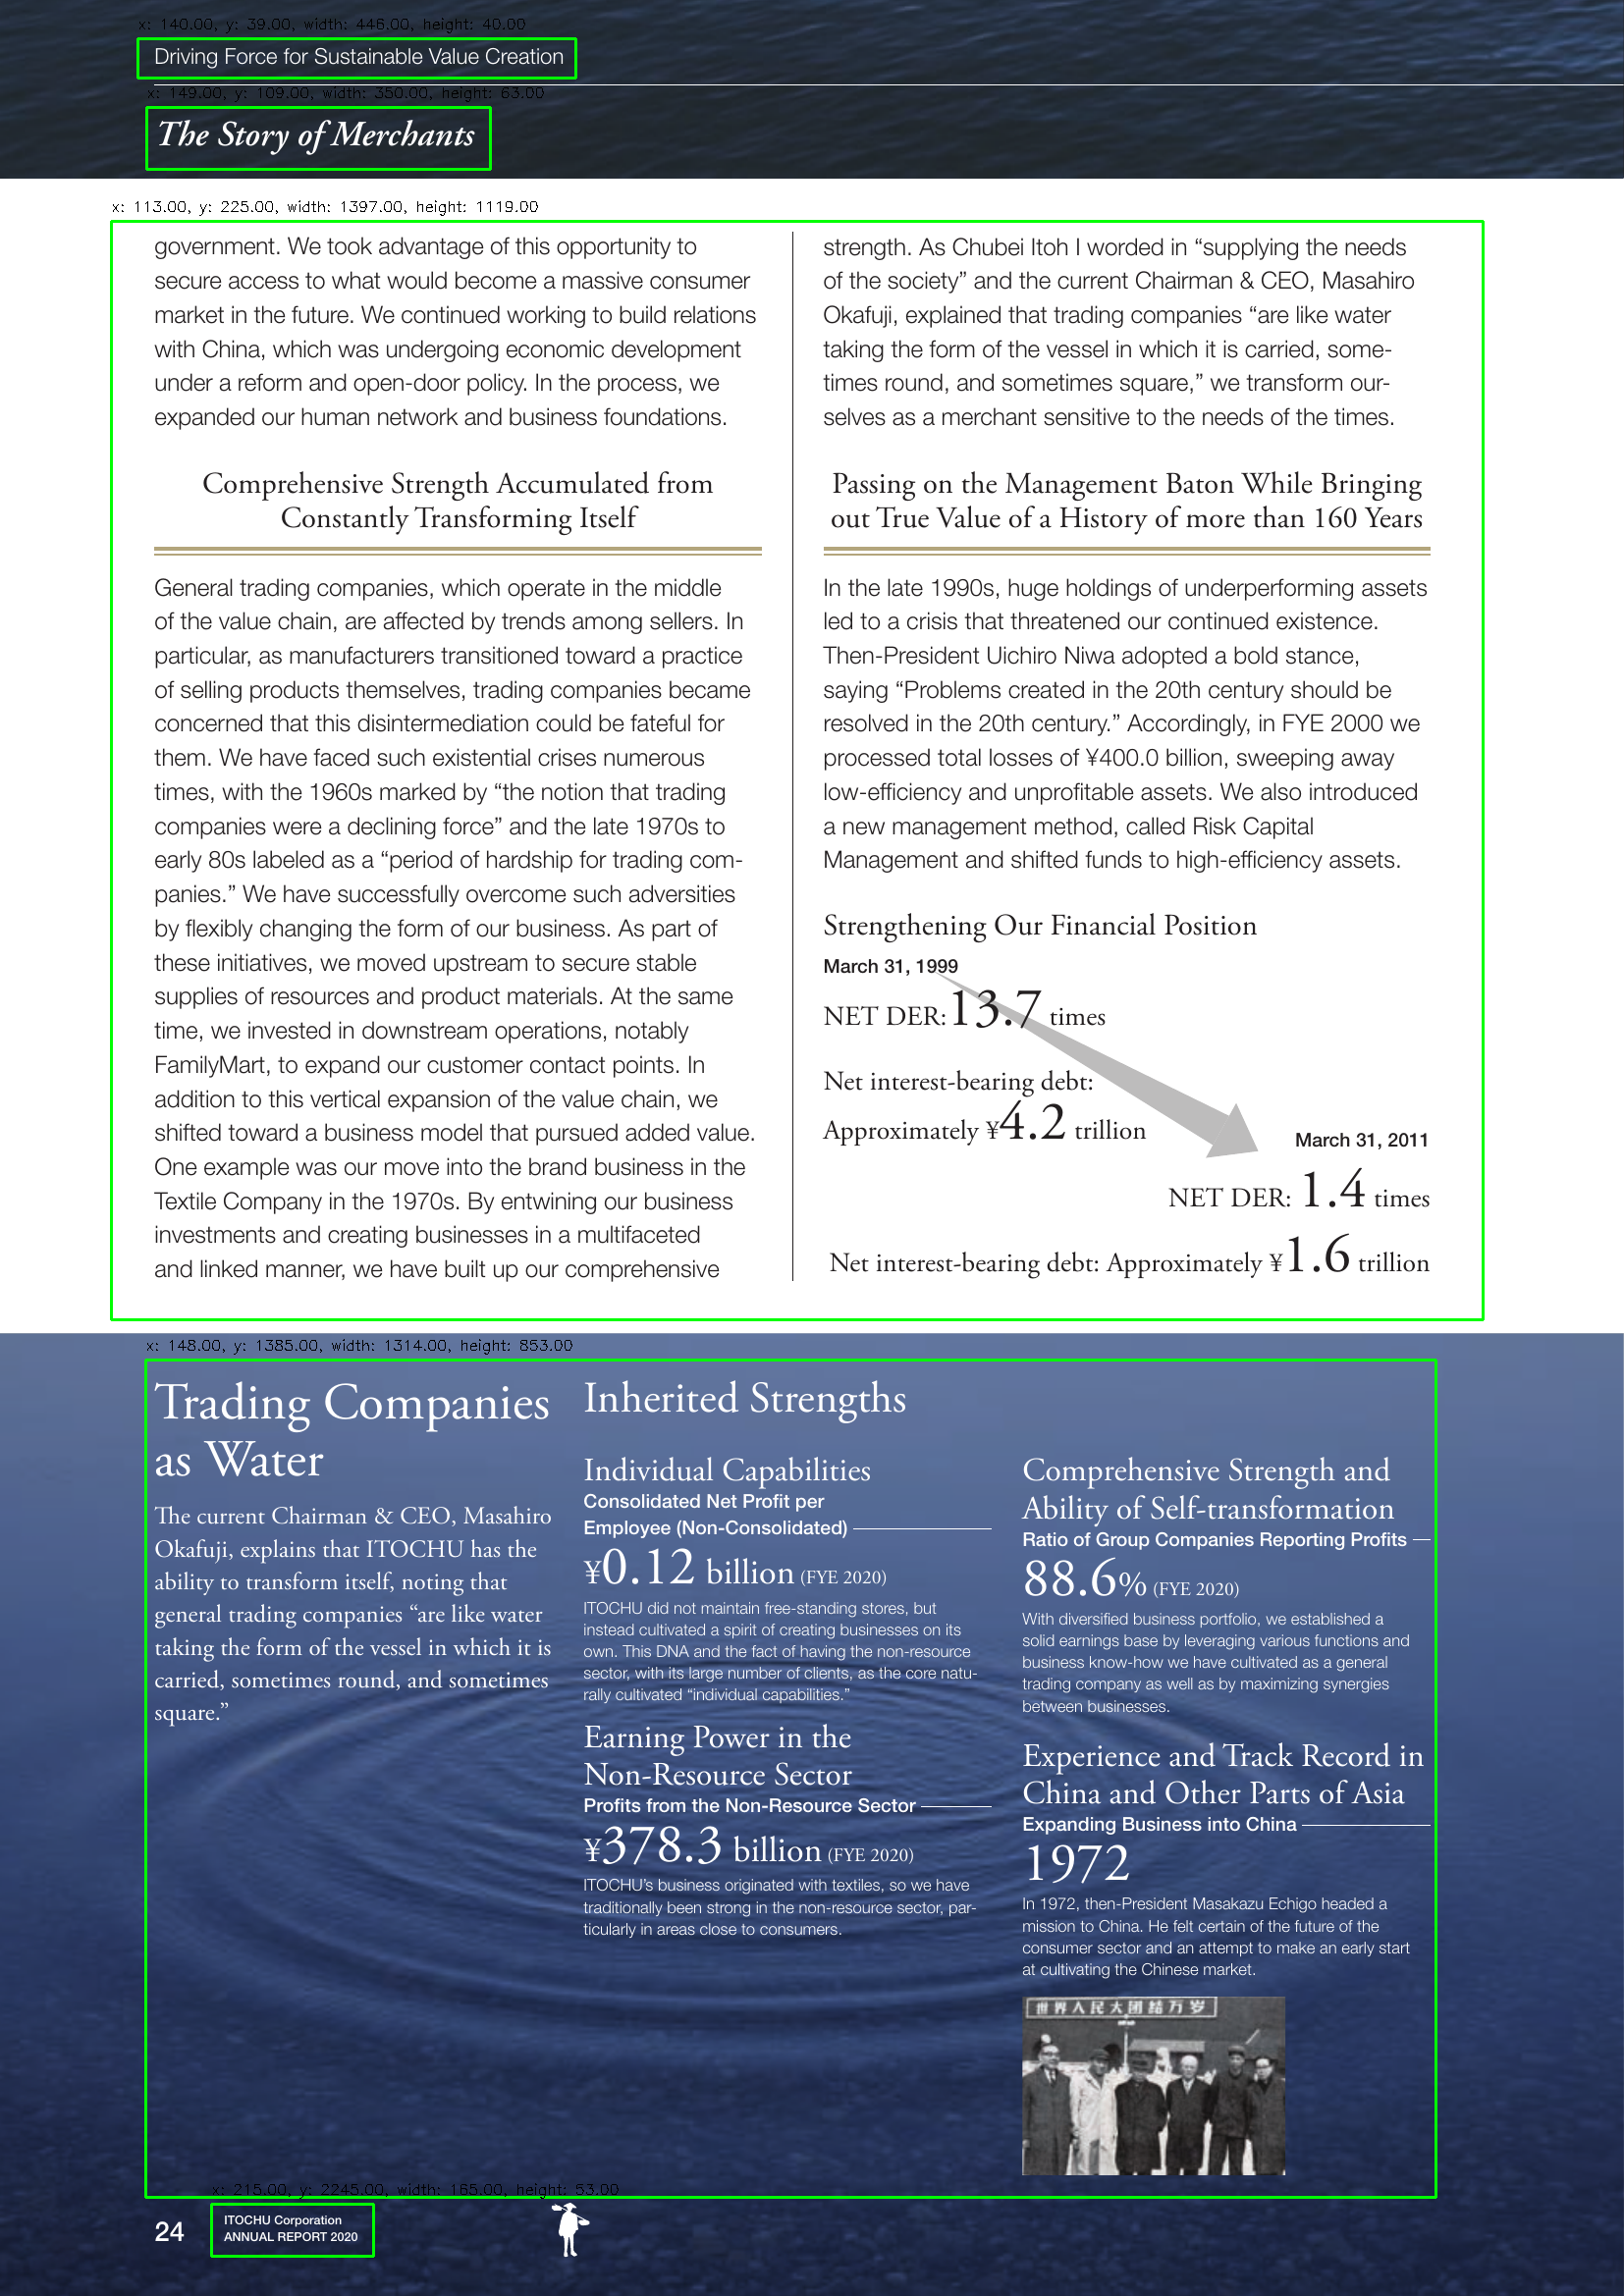 x: 140.00, y: 39.00, width: 446.00, height: 40.00
Driving Force for Sustainable Value Creation
x: 149.00, y: 109.00, width: 350.00, height: 63.00
The Story of Merchants
x: 113.00, y: 225.00, width: 1397.00, height: 1119.00
government. We took advantage of this opportunity to
secure access to what would become a massive consumer
market in the future. We continued working to build relations
with China, which was undergoing economic development
under a reform and open-door policy. In the process, we
expanded our human network and business foundations.
Comprehensive Strength Accumulated from
Constantly Transforming Itself
General trading companies, which operate in the middle
of the value chain, are affected by trends among sellers. In
particular, as manufacturers transitioned toward a practice
of selling products themselves, trading companies became
concerned that this disintermediation could be fateful for
them. We have faced such existential crises numerous
times, with the 1960s marked by “the notion that trading
companies were a declining force” and the late 1970s to
early 80s labeled as a “period of hardship for trading com-
panies.” We have successfully overcome such adversities
by flexibly changing the form of our business. As part of
these initiatives, we moved upstream to secure stable
supplies of resources and product materials. At the same
time, we invested in downstream operations, notably
FamilyMart, to expand our customer contact points. In
addition to this vertical expansion of the value chain, we
shifted toward a business model that pursued added value.
One example was our move into the brand business in the
Textile Company in the 1970s. By entwining our business
investments and creating businesses in a multifaceted
and linked manner, we have built up our comprehensive
strength. As Chubei Itoh I worded in “supplying the needs
of the society” and the current Chairman & CEO, Masahiro
Okafuji, explained that trading companies “are like water
taking the form of the vessel in which it is carried, some-
times round, and sometimes square,” we transform our-
selves as a merchant sensitive to the needs of the times.
Passing on the Management Baton While Bringing
out True Value of a History of more than 160 Years
In the late 1990s, huge holdings of underperforming assets
led to a crisis that threatened our continued existence.
Then-President Uichiro Niwa adopted a bold stance,
saying “Problems created in the 20th century should be
resolved in the 20th century.” Accordingly, in FYE 2000 we
processed total losses of ¥400.0 billion, sweeping away
low-efficiency and unprofitable assets. We also introduced
a new management method, called Risk Capital
Management and shifted funds to high-efficiency assets.
Strengthening Our Financial Position
March 31, 1999
NET DER: 13.7 times
Net interest-bearing debt:
Approximately ¥4.2 trillion
March 31, 2011
NET DER: 1.4 times
Net interest-bearing debt: Approximately ¥1.6 trillion
x: 148.00, y: 1385.00, width: 1314.00, height: 853.00
Trading Companies
as Water
The current Chairman & CEO, Masahiro
Okafuji, explains that ITOCHU has the
ability to transform itself, noting that
general trading companies “are like water
taking the form of the vessel in which it is
carried, sometimes round, and sometimes
square.”
Inherited Strengths
Individual Capabilities
Consolidated Net Profit per
Employee (Non-Consolidated)
¥0.12 billion (FYE 2020)
ITOCHU did not maintain free-standing stores, but
instead cultivated a spirit of creating businesses on its
own. This DNA and the fact of having the non-resource
sector, with its large number of clients, as the core natu-
rally cultivated “individual capabilities.”
Earning Power in the
Non-Resource Sector
Profits from the Non-Resource Sector
¥378.3 billion (FYE 2020)
ITOCHU’s business originated with textiles, so we have
traditionally been strong in the non-resource sector, par-
ticularly in areas close to consumers.
Comprehensive Strength and
Ability of Self-transformation
Ratio of Group Companies Reporting Profits
88.6% (FYE 2020)
With diversified business portfolio, we established a
solid earnings base by leveraging various functions and
business know-how we have cultivated as a general
trading company as well as by maximizing synergies
between businesses.
Experience and Track Record in
China and Other Parts of Asia
Expanding Business into China
1972
In 1972, then-President Masakazu Echigo headed a
mission to China. He felt certain of the future of the
consumer sector and an attempt to make an early start
at cultivating the Chinese market.
世界人民大团结万岁
x: 215.00, y: 2245.00, width: 165.00, height: 53.00
24
ITOCHU Corporation
ANNUAL REPORT 2020